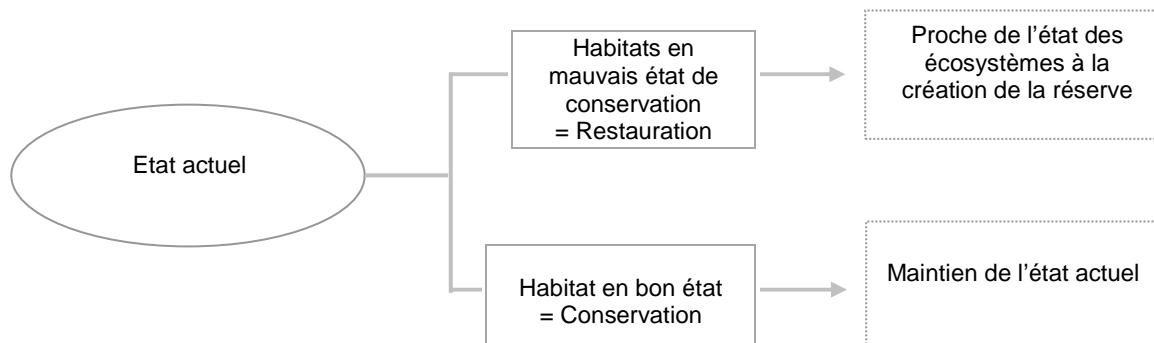 Etat actuel
Habitats en
mauvais état de
conservation
= Restauration
Proche de l’état des
écosystèmes à la
création de la réserve
Habitat en bon état
= Conservation
Maintien de l’état actuel